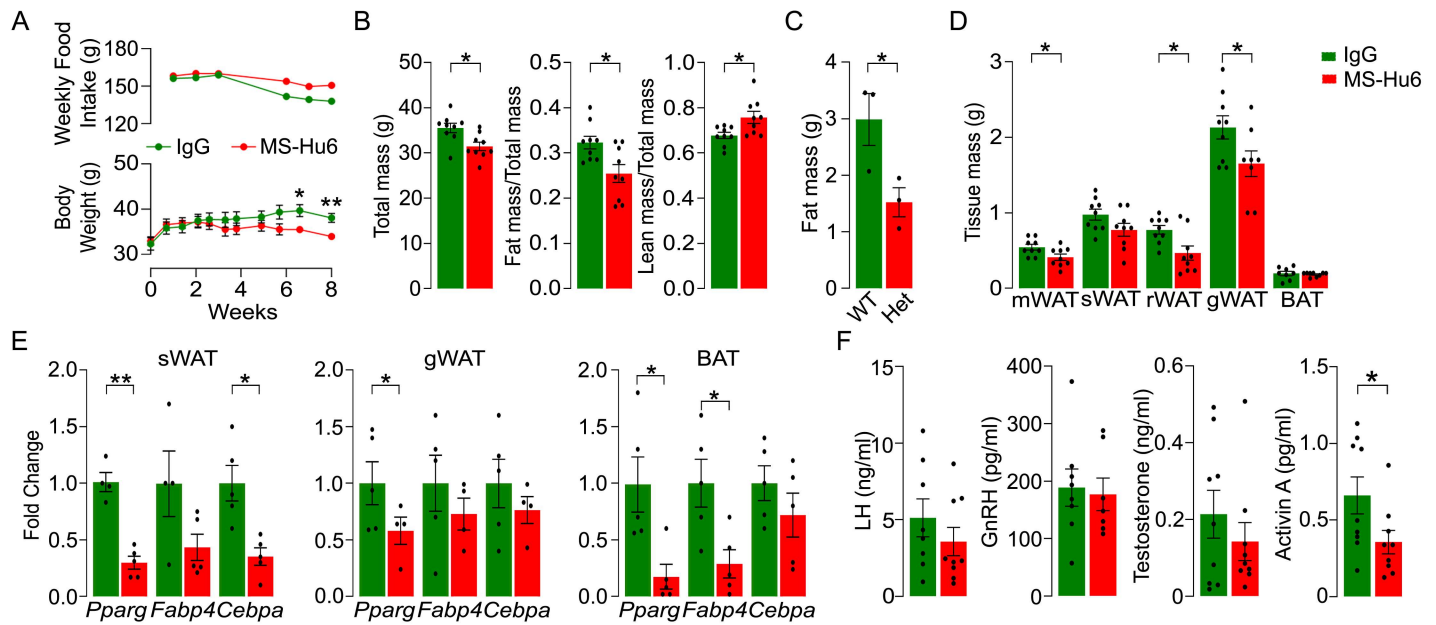 A
Weekly Food
Intake (g)
180
150
120
IgG
MS-Hu6
Body
Weight (g)
50
40
30
*
**
0
2
4
6
8
Weeks
B
Total mass (g)
50
40
30
20
10
0
*
Fat mass/Total mass
0.5
0.4
0.3
0.2
0.1
0.0
*
Lean mass/Total mass
1.0
0.8
0.6
0.4
0.2
0.0
*
C
Fat mass (g)
4
3
2
1
0
*
WT
Het
D
Tissue mass (g)
3
2
1
0
*
*
*
mWAT sWAT rWAT gWAT BAT
IgG
MS-Hu6
E
Fold Change
sWAT
2.0
1.5
1.0
0.5
0.0
**
*
Pparg Fabp4 Cebpa
gWAT
2.0
1.5
1.0
0.5
0.0
*
Pparg Fabp4 Cebpa
BAT
2.0
1.5
1.0
0.5
0.0
*
*
Pparg Fabp4 Cebpa
F
LH (ng/ml)
15
10
5
0
GnRH (pg/ml)
400
300
200
100
0
Testosterone (ng/ml)
0.6
0.4
0.2
0
Activin A (pg/ml)
1.5
1.0
0.5
0
*